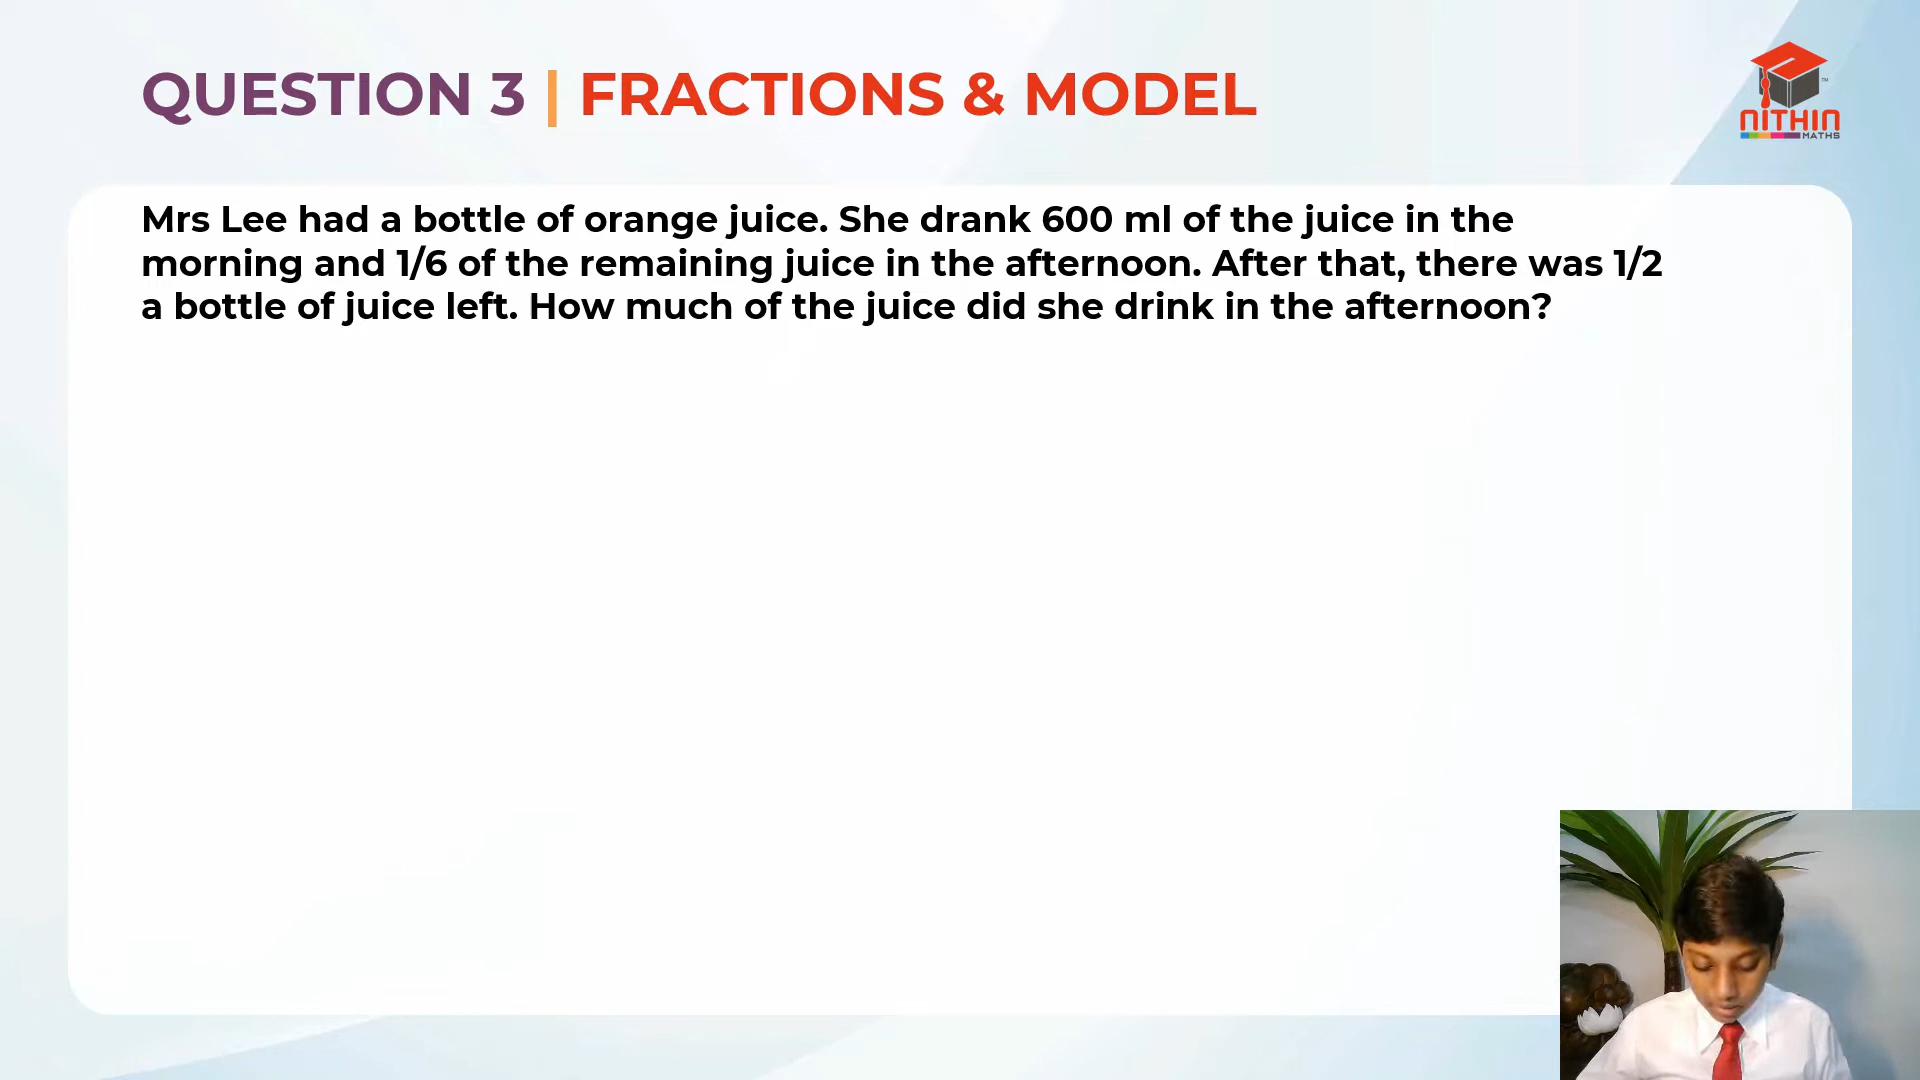 QUESTION 3 | FRACTIONS & MODEL
NITHIN
MATHS
TM
Mrs Lee had a bottle of orange juice. She drank 600 ml of the juice in the
morning and 1/6 of the remaining juice in the afternoon. After that, there was 1/2
a bottle of juice left. How much of the juice did she drink in the afternoon?